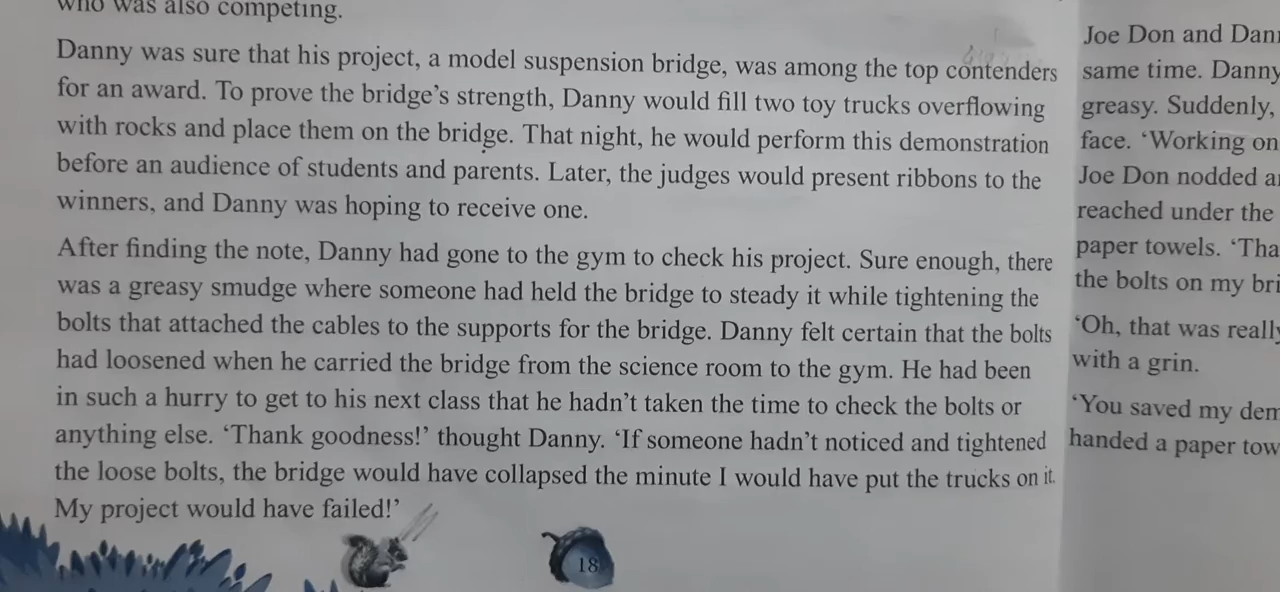 who was also competing.
Danny was sure that his project, a model suspension bridge, was among the top contenders
for an award. To prove the bridge’s strength, Danny would fill two toy trucks overflowing
with rocks and place them on the bridge. That night, he would perform this demonstration
before an audience of students and parents. Later, the judges would present ribbons to the
winners, and Danny was hoping to receive one.
After finding the note, Danny had gone to the gym to check his project. Sure enough, there
was a greasy smudge where someone had held the bridge to steady it while tightening the
bolts that attached the cables to the supports for the bridge. Danny felt certain that the bolts
had loosened when he carried the bridge from the science room to the gym. He had been
in such a hurry to get to his next class that he hadn’t taken the time to check the bolts or
anything else. ‘Thank goodness!’ thought Danny. ‘If someone hadn’t noticed and tightened
the loose bolts, the bridge would have collapsed the minute I would have put the trucks on it.
My project would have failed!’
18
Joe Don and
same time. Danny
greasy. Suddenly,
face. ‘Working on
Joe Don nodded
reached under the
paper towels.
the bolts on my
‘Oh, that was really
with a grin.
‘You saved my
handed a paper